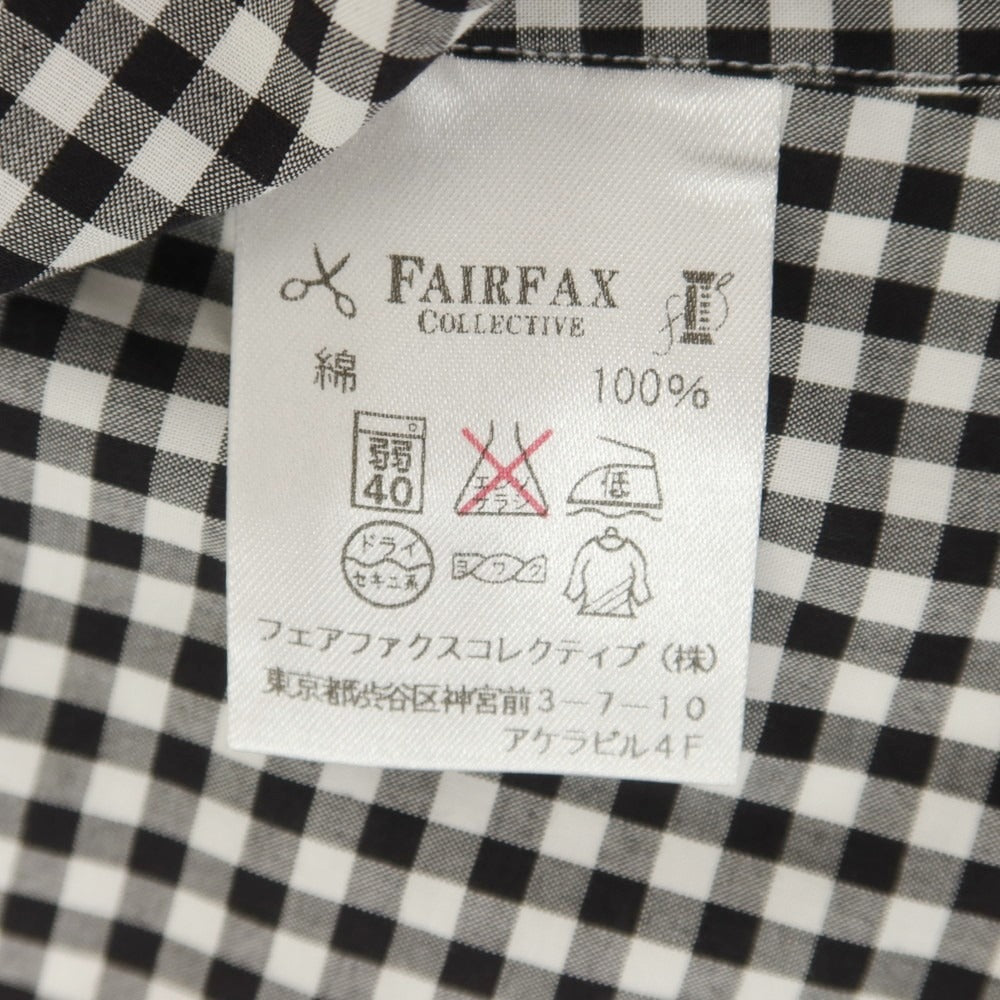 FAIRFAX
COLLECTIVE
綿 100%
弱 40
エンソ サラシ
低
ドライ セキユ系
ヨワク
フェアファクスコレクティブ（株）
東京都渋谷区神宮前3－7－10
アケラビル4F